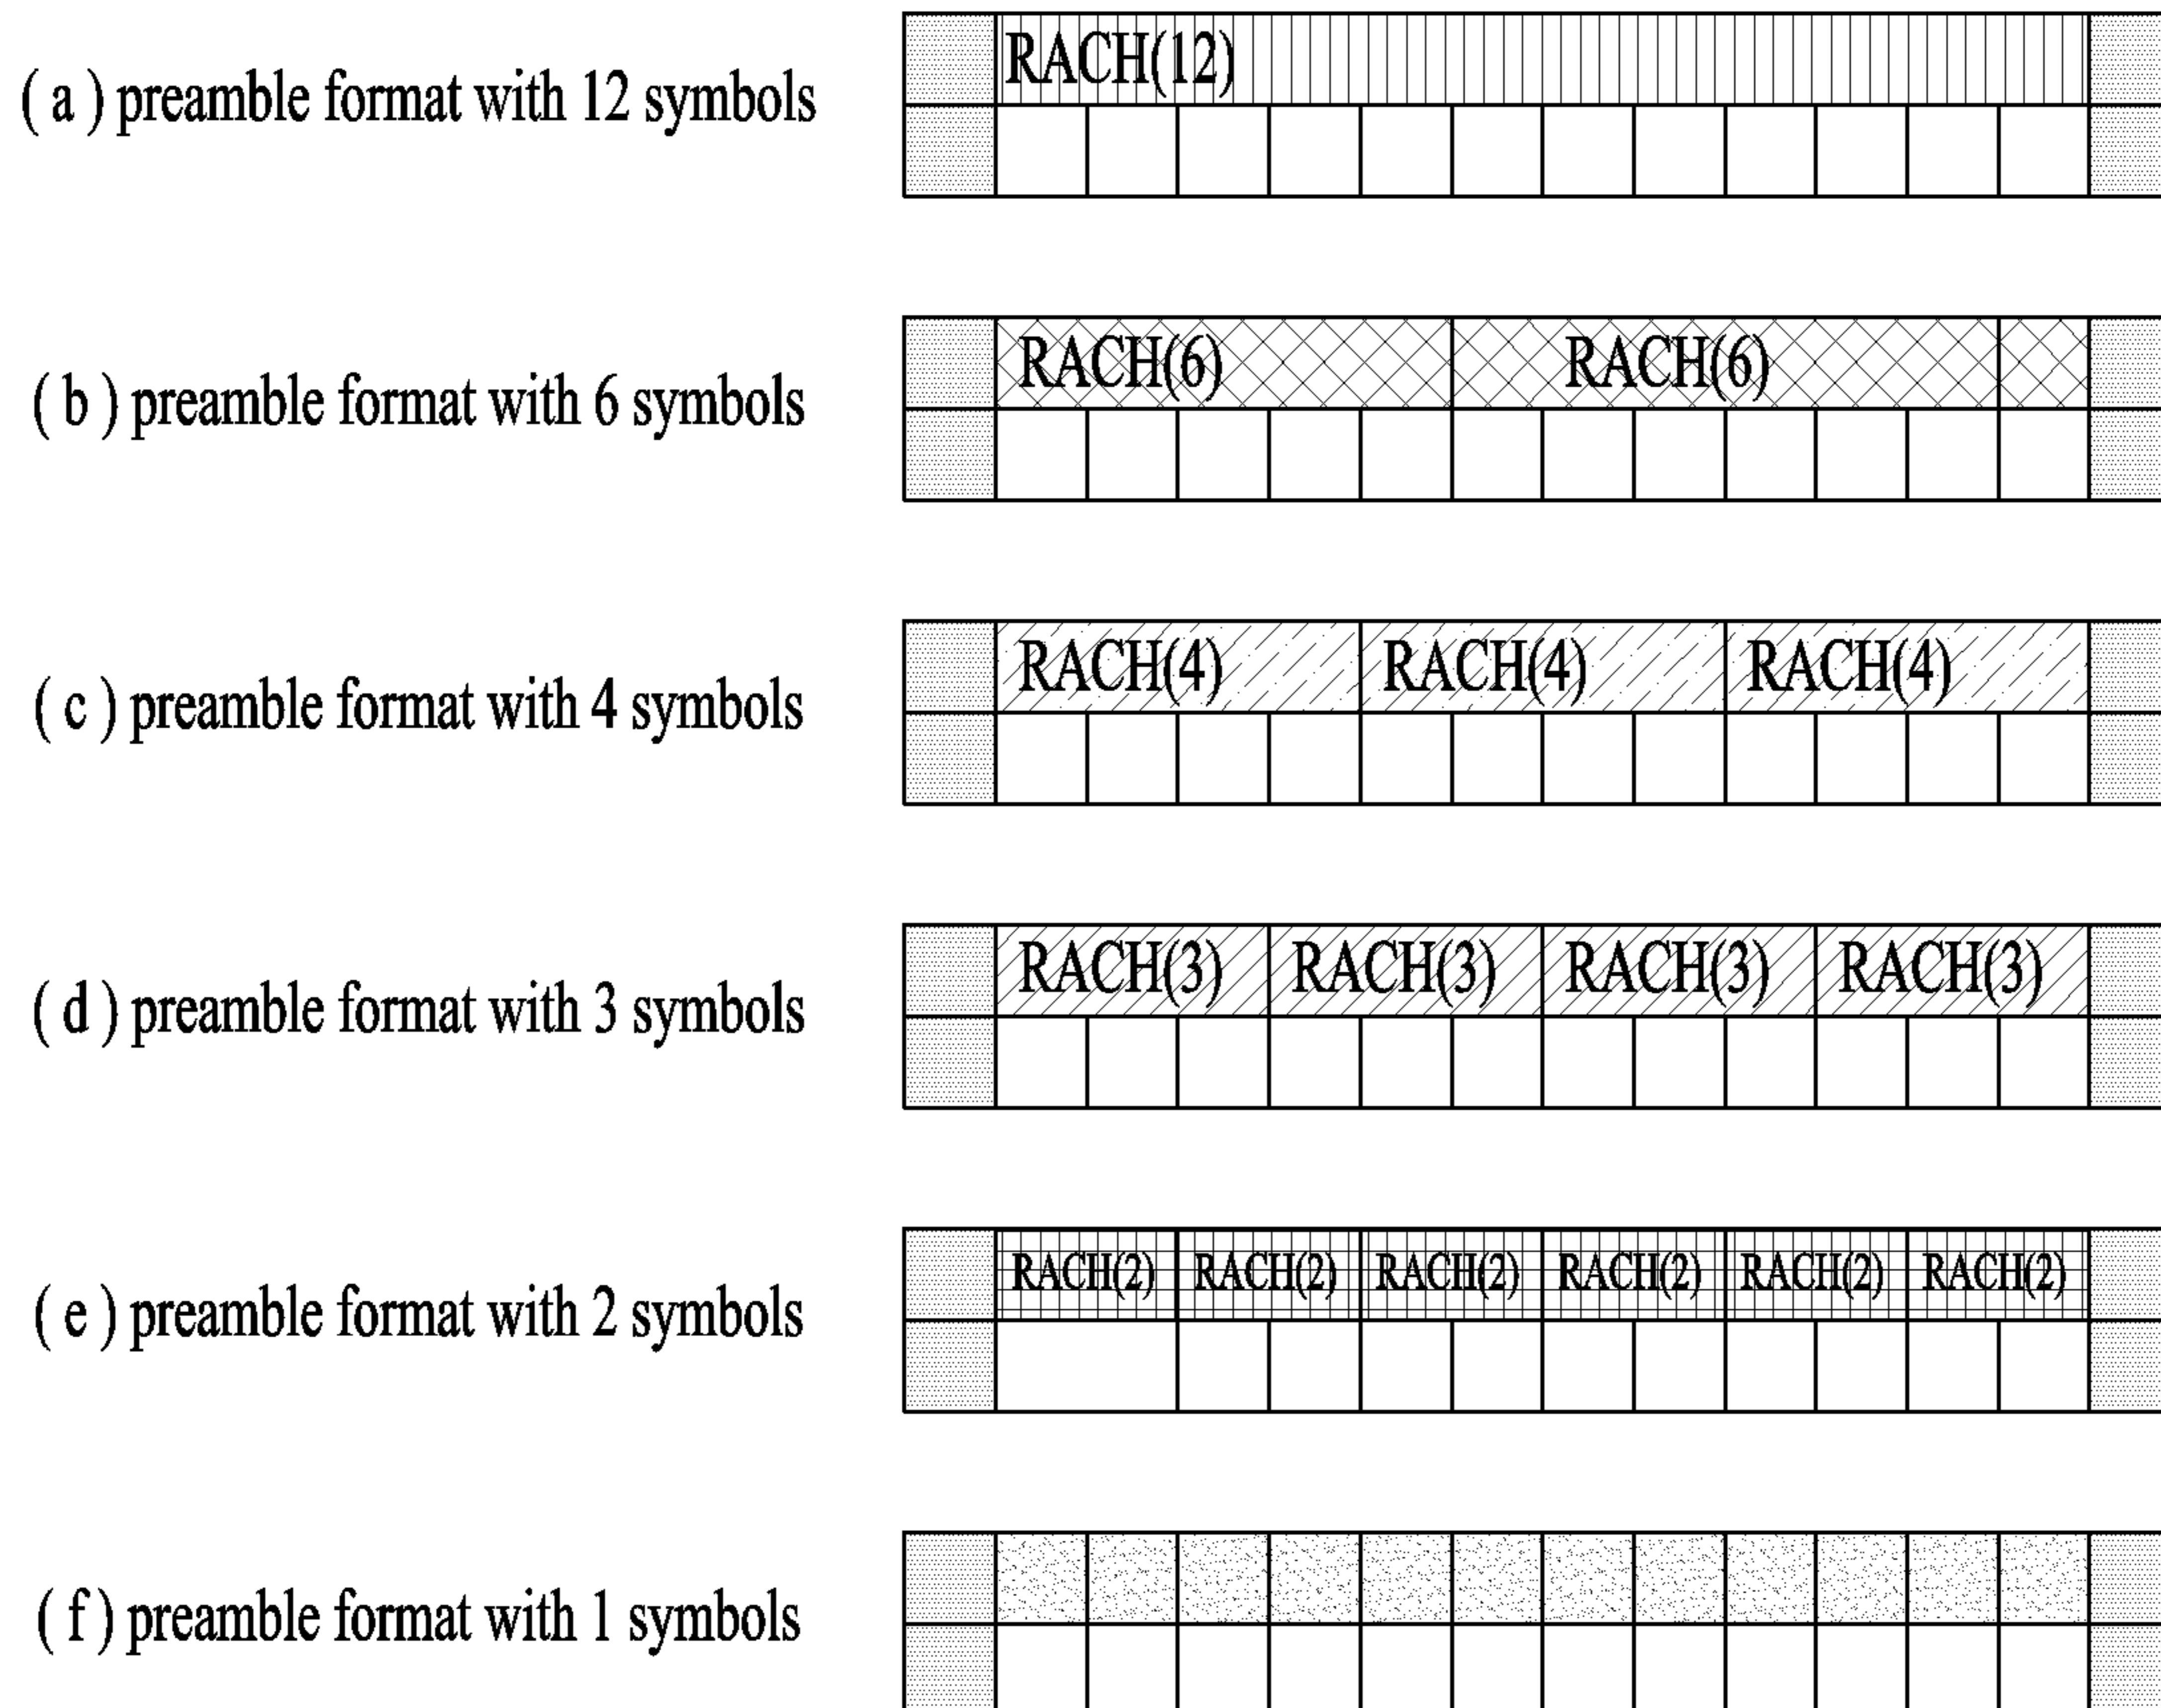 ( a ) preamble format with 12 symbols
RACH(12)
( b ) preamble format with 6 symbols
RACH(6) RACH(6)
( c ) preamble format with 4 symbols
RACH(4) RACH(4) RACH(4)
( d ) preamble format with 3 symbols
RACH(3) RACH(3) RACH(3) RACH(3)
( e ) preamble format with 2 symbols
RACH(2) RACH(2) RACH(2) RACH(2) RACH(2) RACH(2)
( f ) preamble format with 1 symbols